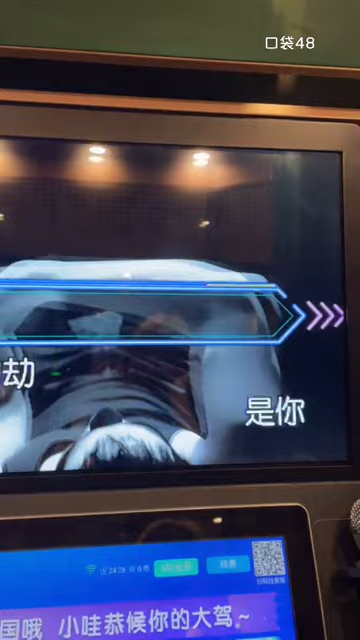 口袋48
劫
是你
国哦 小哇恭候你的大驾~